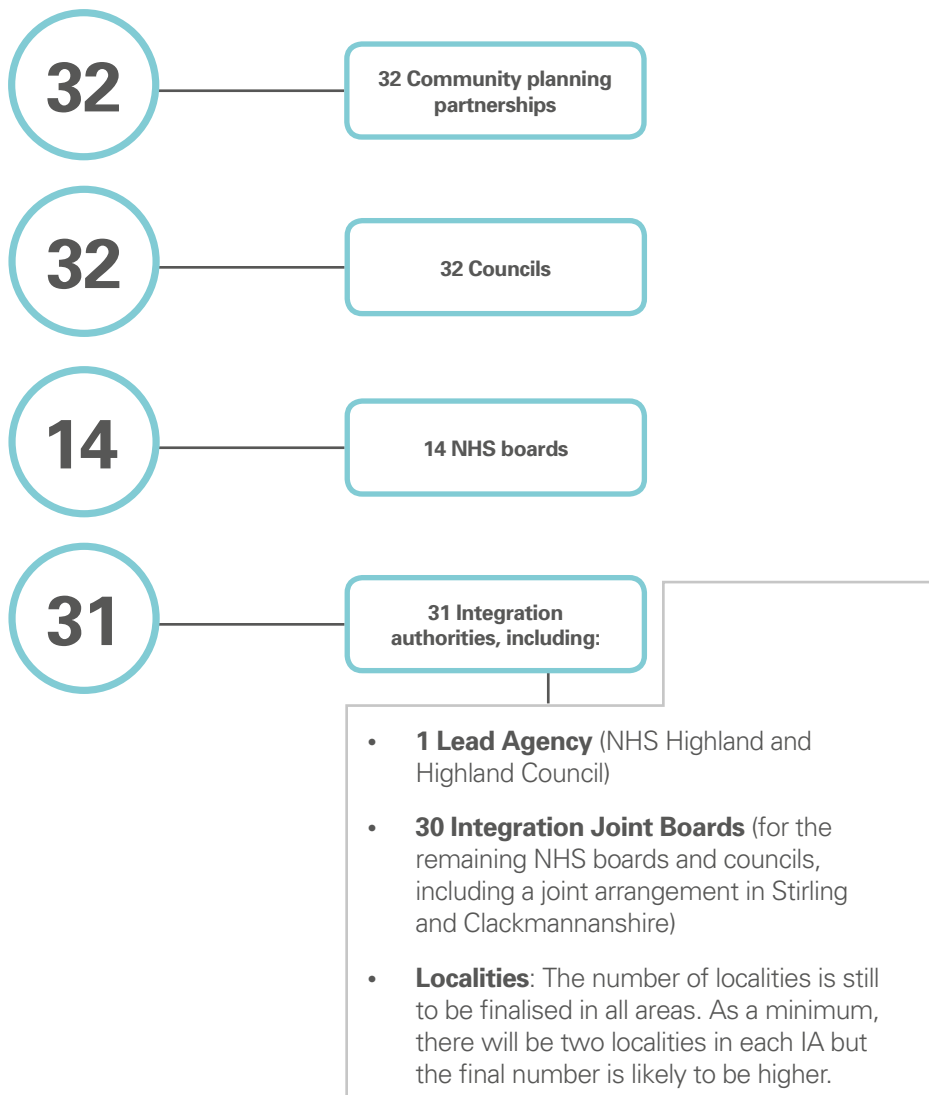 32
32 Community planning
partnerships
32
32 Councils
14
14 NHS boards
31
31 Integration
authorities, including:
• 1 Lead Agency (NHS Highland and
Highland Council)
• 30 Integration Joint Boards (for the
remaining NHS boards and councils,
including a joint arrangement in Stirling
and Clackmannanshire)
• Localities: The number of localities is still
to be finalised in all areas. As a minimum,
there will be two localities in each IA but
the final number is likely to be higher.